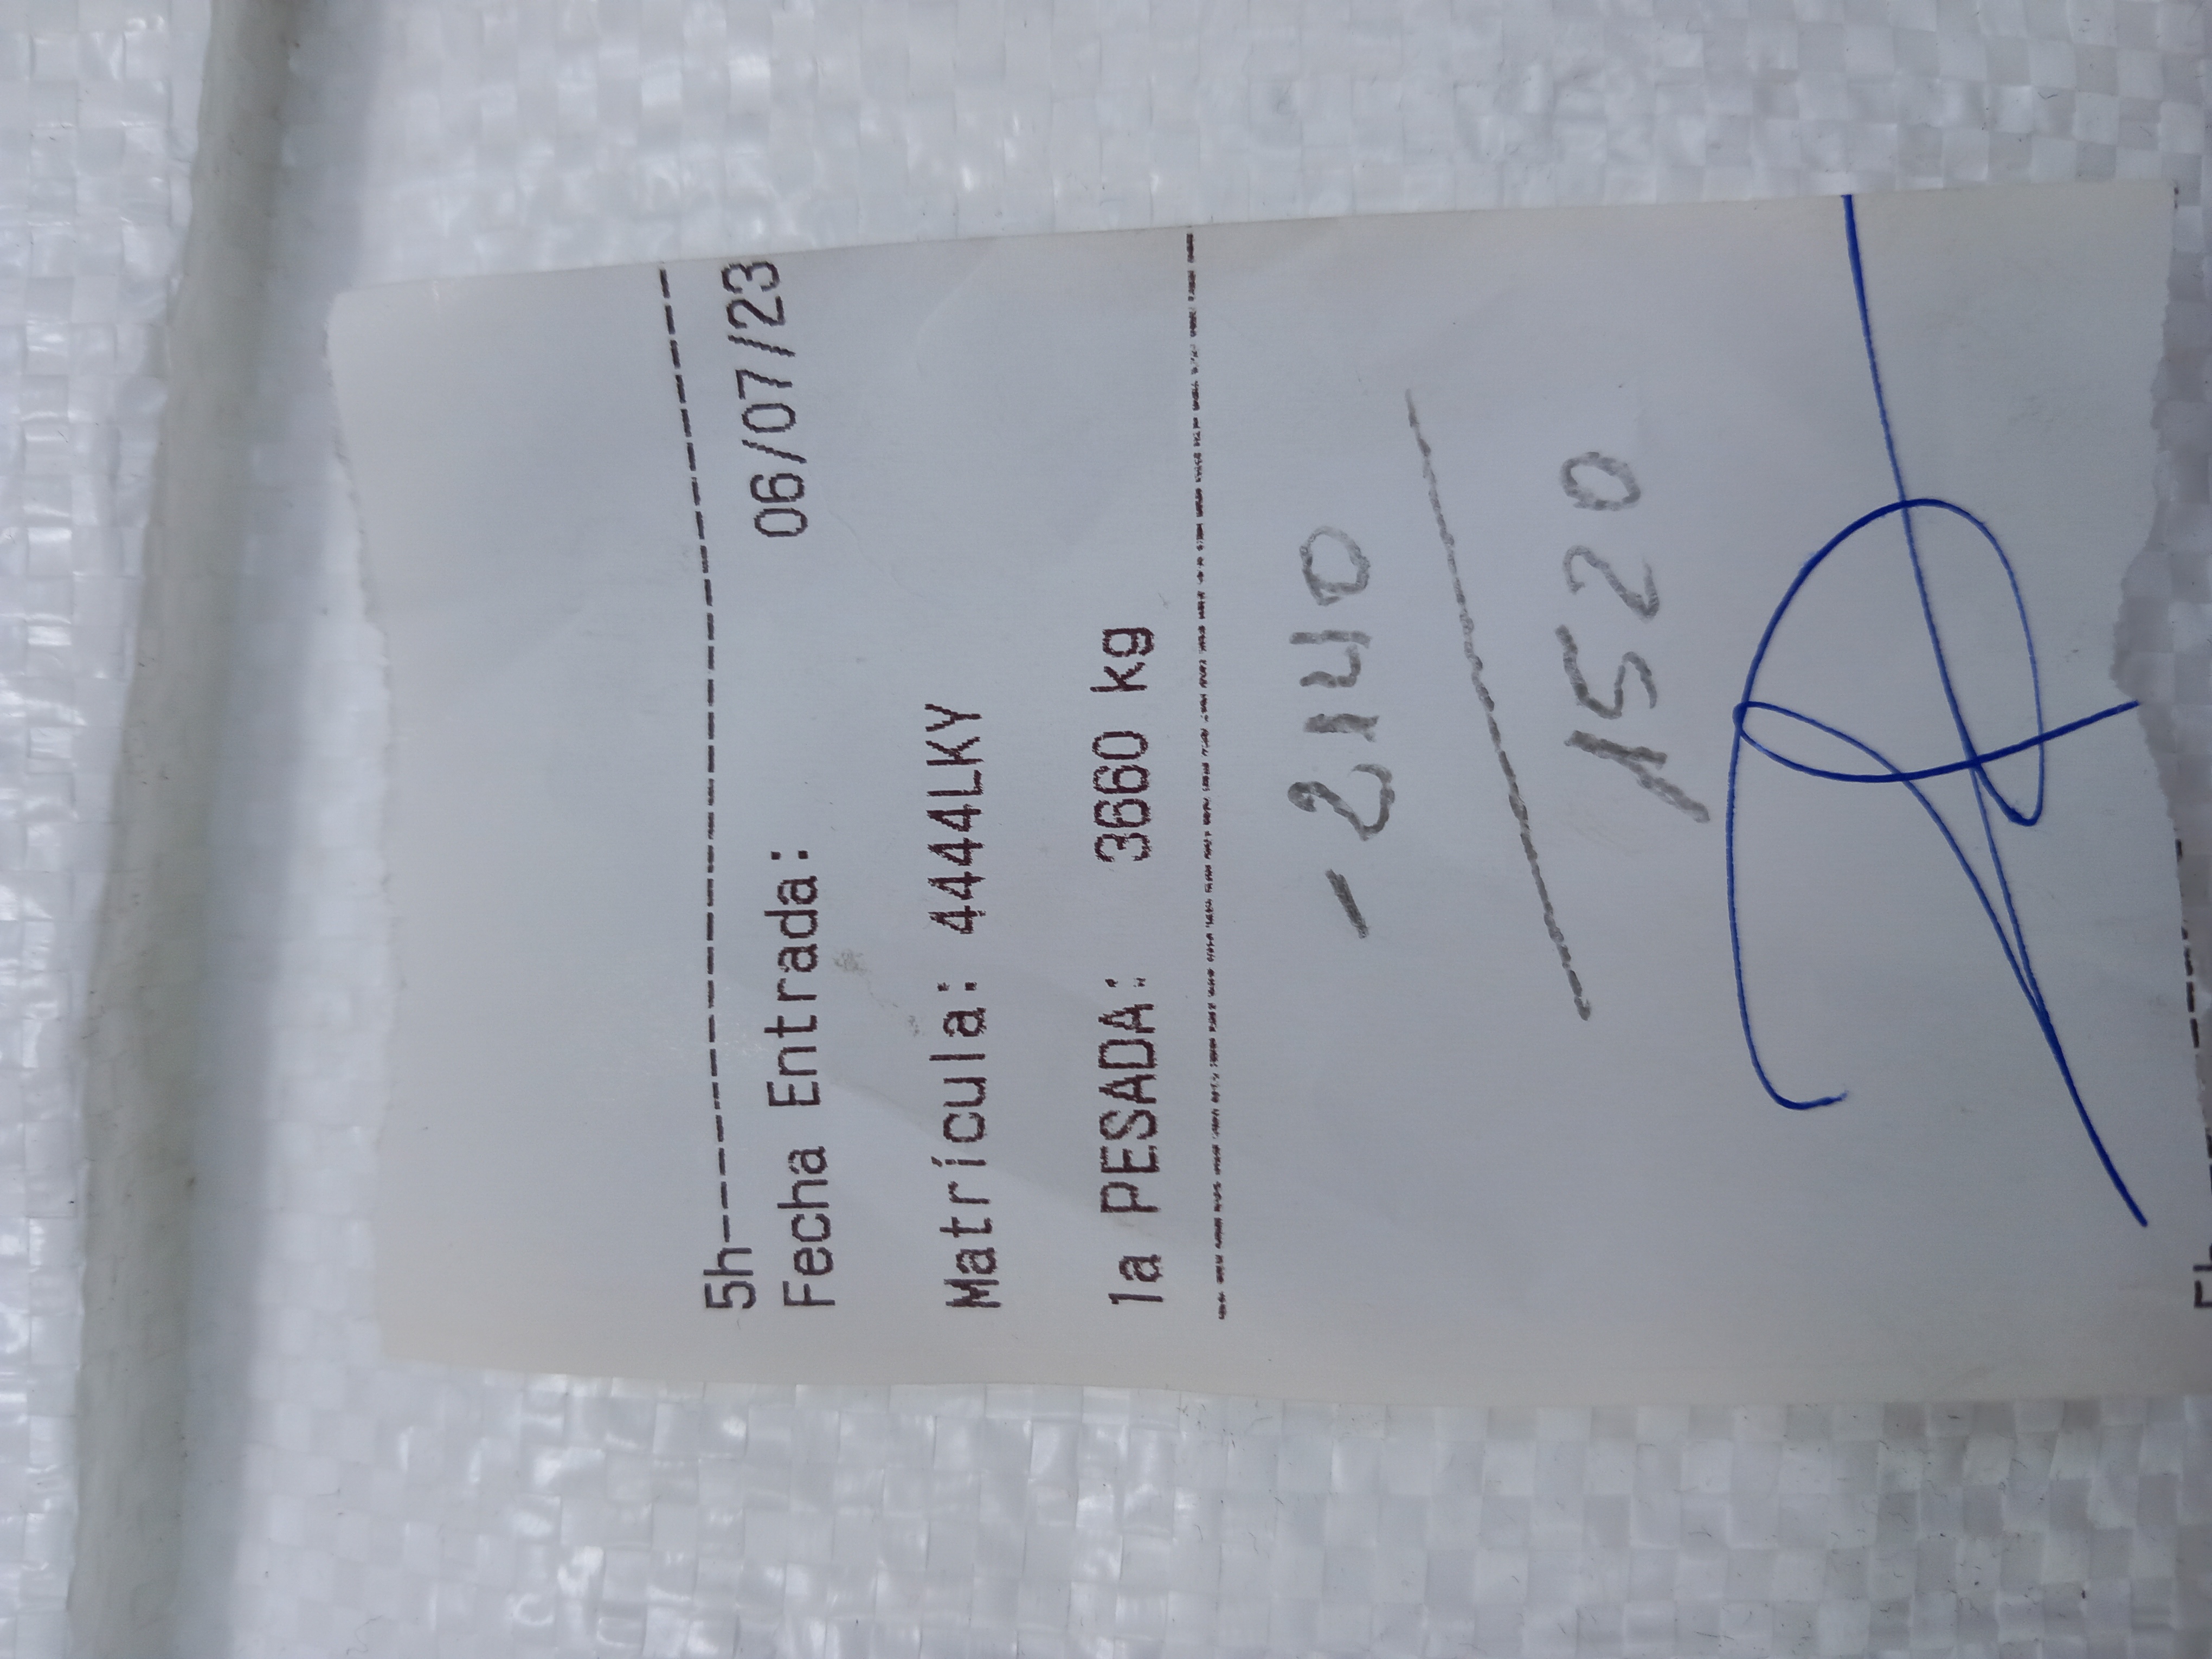 5h-----------------------------
Fecha Entrada: 06/07/23
Matrícula: 4444LKY
1a PESADA: 3660 kg
- 2140
1520